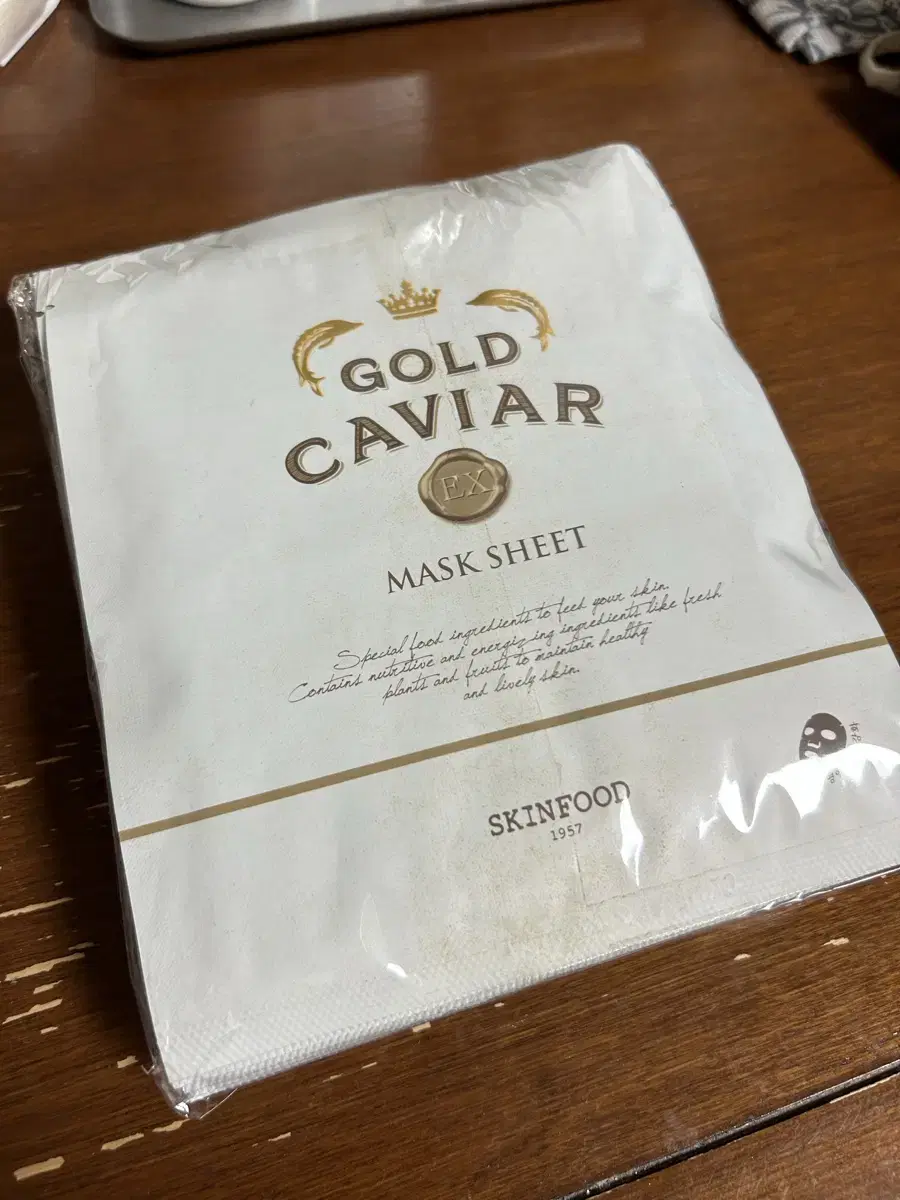 GOLD
CAVIAR
EX
MASK SHEET
Special food ingredients to feed your skin.
Contains nutritive and energizing ingredients like fresh
plants and fruits to maintain healthy
and lively skin.
SKINFOOD
1957